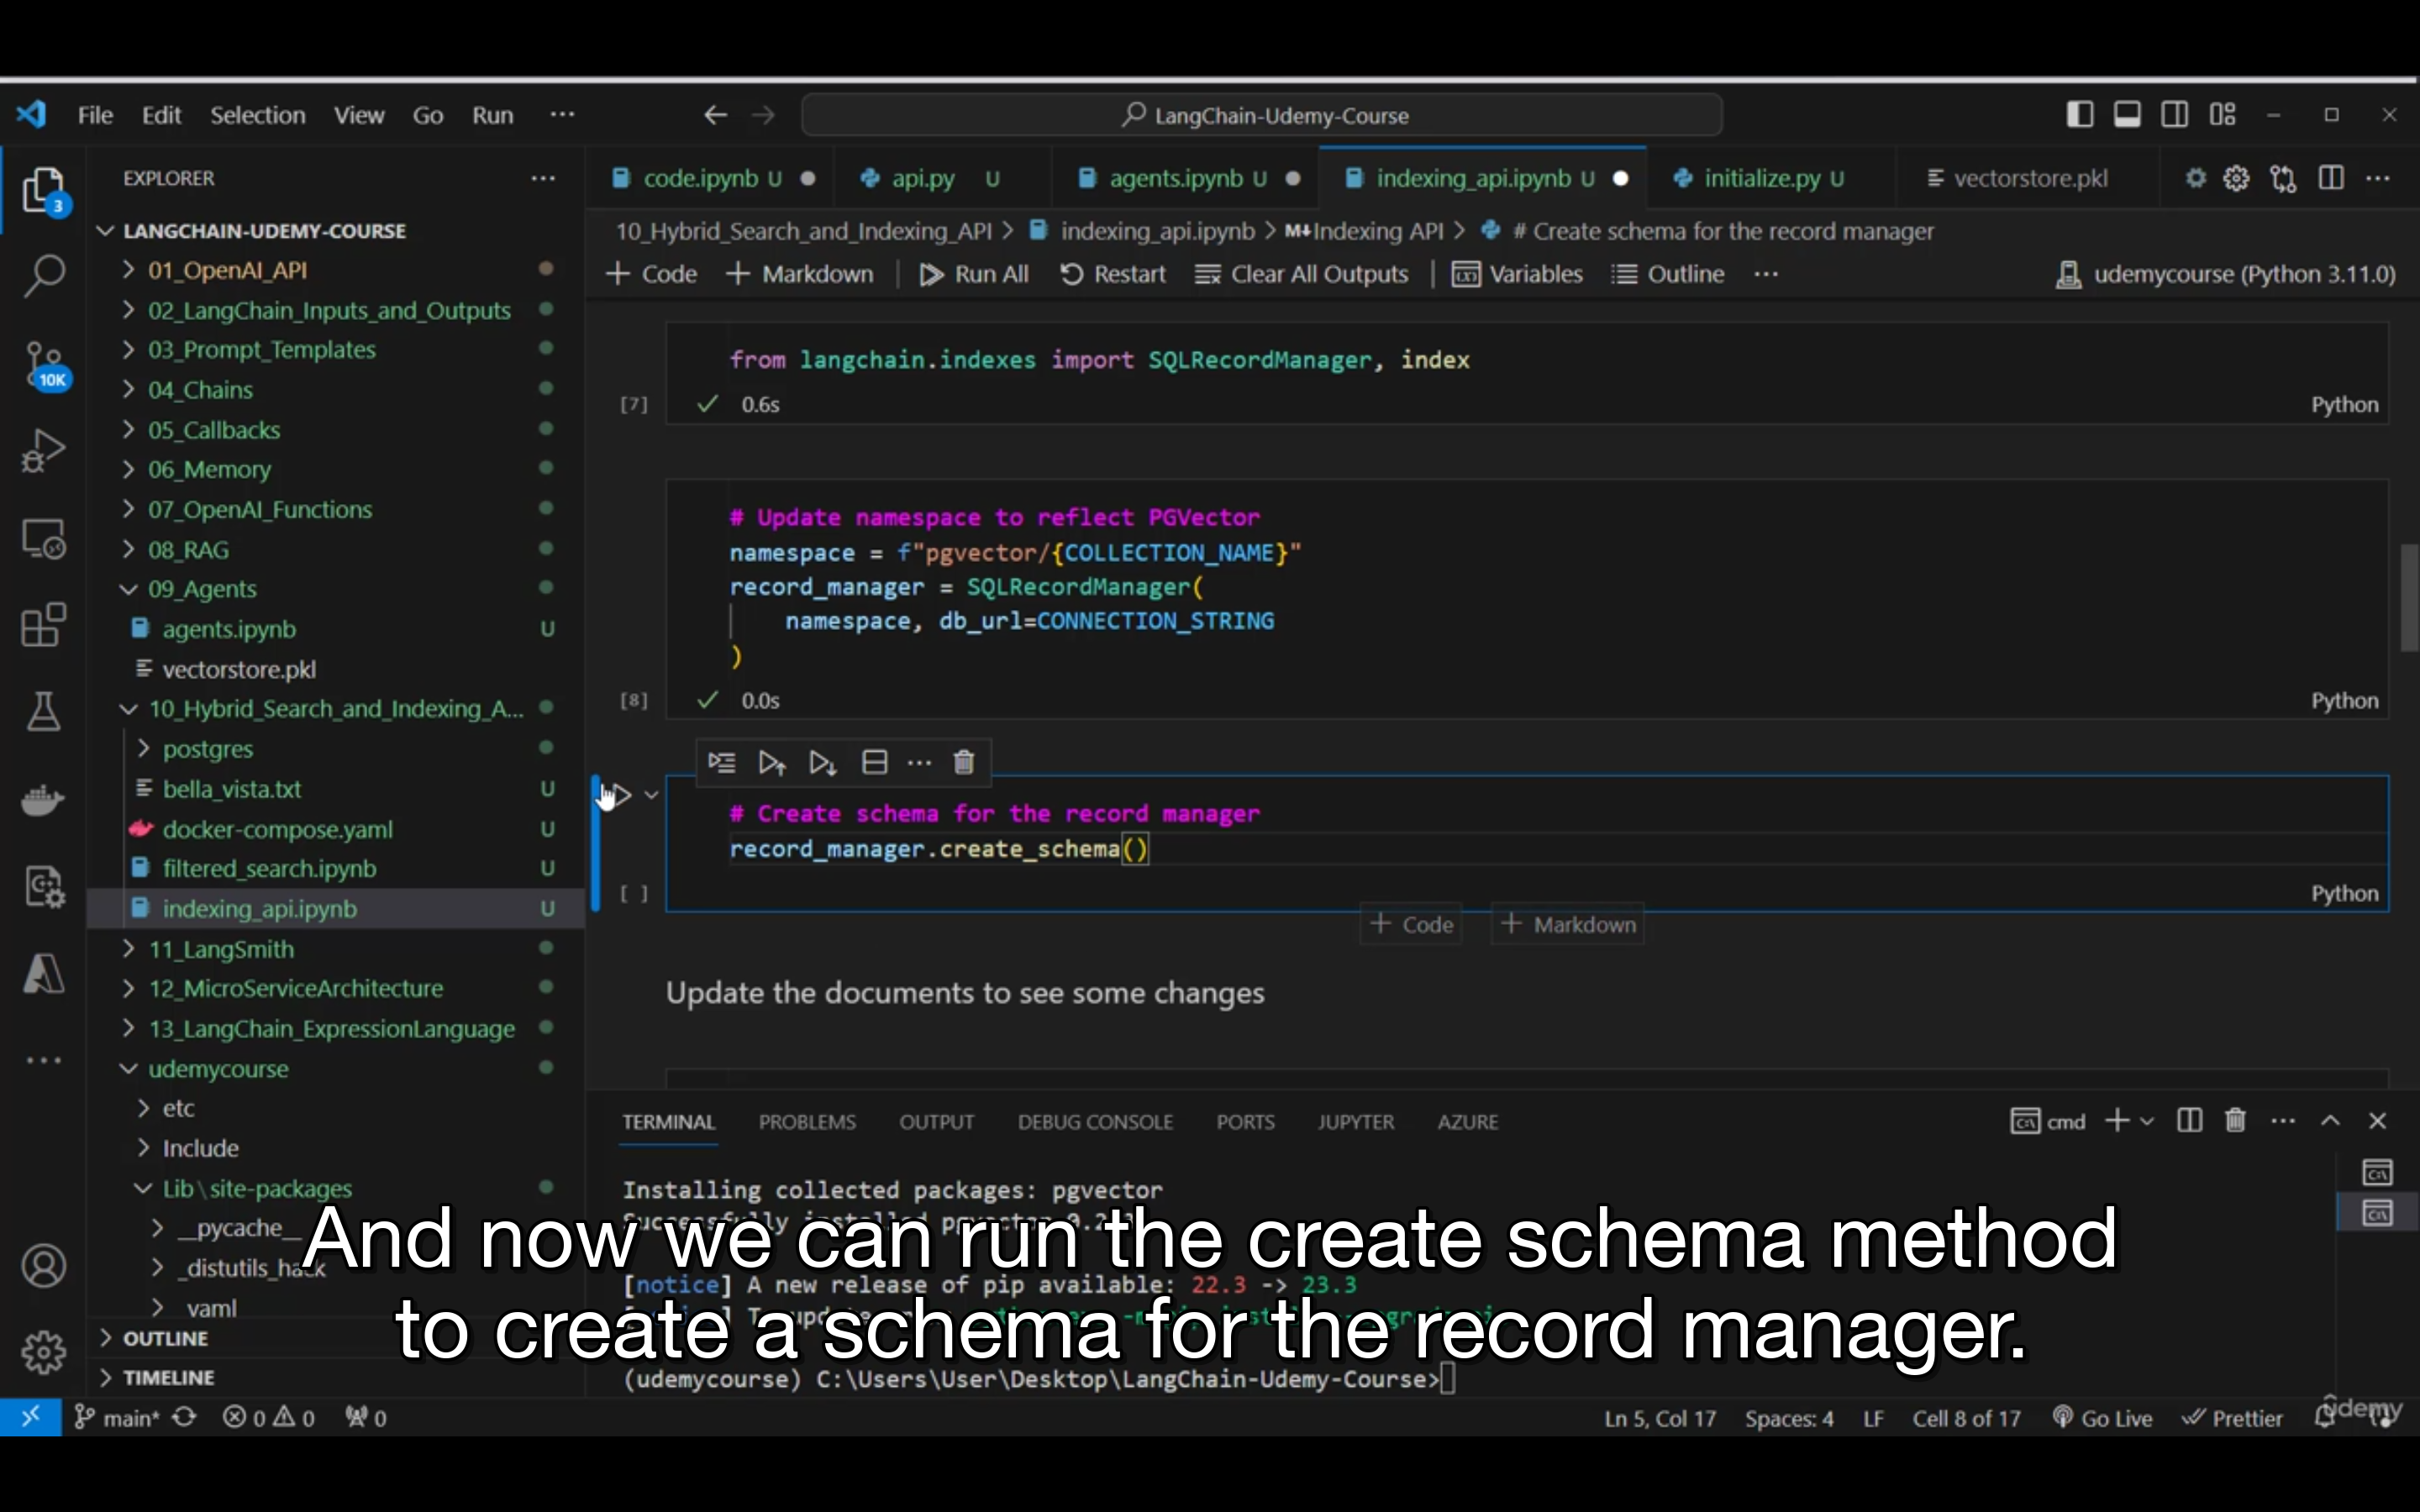 File Edit Selection View Go Run ···
LangChain-Udemy-Course
EXPLORER
3
10K
LANGCHAIN-UDEMY-COURSE
01_OpenAI_API
02_LangChain_Inputs_and_Outputs
03_Prompt_Templates
04_Chains
05_Callbacks
06_Memory
07_OpenAI_Functions
08_RAG
09_Agents
agents.ipynb U
vectorstore.pkl
10_Hybrid_Search_and_Indexing_A...
postgres
bella_vista.txt U
docker-compose.yaml U
filtered_search.ipynb U
indexing_api.ipynb U
11_LangSmith
12_MicroServiceArchitecture
13_LangChain_ExpressionLanguage
udemycourse
etc
Include
Lib\site-packages
__pycache__
_distutils_hack
yaml
OUTLINE
TIMELINE
code.ipynb U api.py U agents.ipynb U indexing_api.ipynb U initialize.py U vectorstore.pkl
10_Hybrid_Search_and_Indexing_API > indexing_api.ipynb > M↓Indexing API > # Create schema for the record manager
+ Code + Markdown | Run All Restart Clear All Outputs | Variables Outline ··· udemycourse (Python 3.11.0)
from langchain.indexes import SQLRecordManager, index
[7] ✓ 0.6s Python
# Update namespace to reflect PGVector
namespace = f"pgvector/{COLLECTION_NAME}"
record_manager = SQLRecordManager(
namespace, db_url=CONNECTION_STRING
)
[8] ✓ 0.0s Python
# Create schema for the record manager
record_manager.create_schema()
[ ] Python
+ Code + Markdown
Update the documents to see some changes
TERMINAL PROBLEMS OUTPUT DEBUG CONSOLE PORTS JUPYTER AZURE cmd
Installing collected packages: pgvector
Successfully installed
[notice] A new release of pip available: 22.3 -> 23.3
(udemycourse) C:\Users\User\Desktop\LangChain-Udemy-Course>
And now we can run the create schema method
to create a schema for the record manager.
main* 0 0 0 Ln 5, Col 17 Spaces: 4 LF Cell 8 of 17 Go Live Prettier
udemy